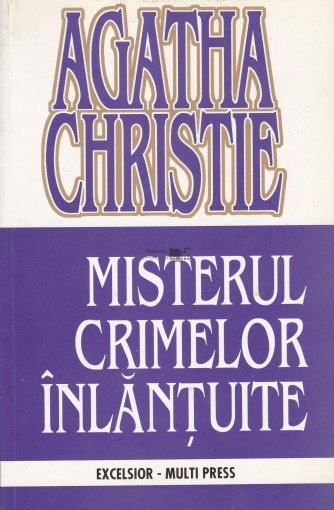 AGATHA
CHRISTIE
MISTERUL
CRIMELOR
ÎNLĂNȚUITE
EXCELSIOR - MULTI PRESS